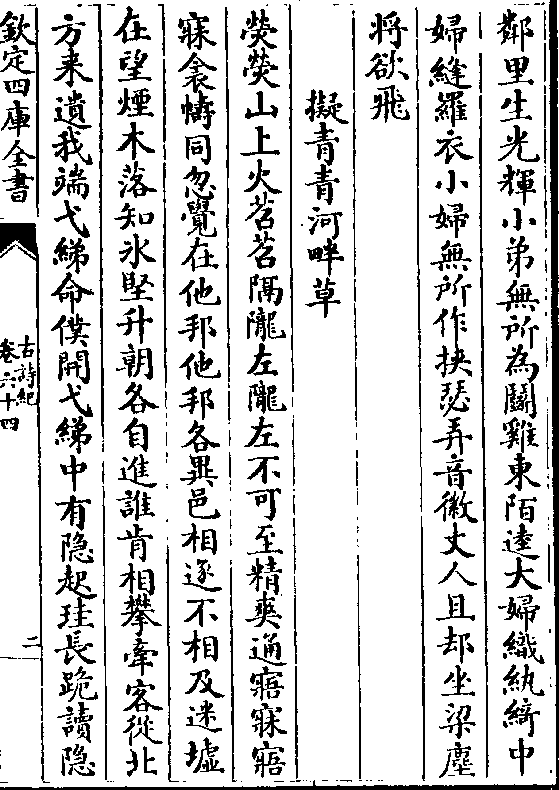 鄰里生光輝小弟無所為鬭雞東陌逵大婦織紈綺中
婦縫羅衣小婦無所作挾瑟弄音徽丈人且却坐梁塵
将欲飛
擬青青河畔草
熒熒山上火苕苕隔隴左隴左不可至精爽通寤寐寤
寐衾幬同忽覺在他邦他邦各異邑相逐不相及迷墟
在望煙木落知氷堅升朝各自進誰肯相攀牽客從北
方来遺我端弋綈命僕開弋綈中有隠起珪長跪讀隠
欽定四庫全書
古詩紀
卷六十四
二